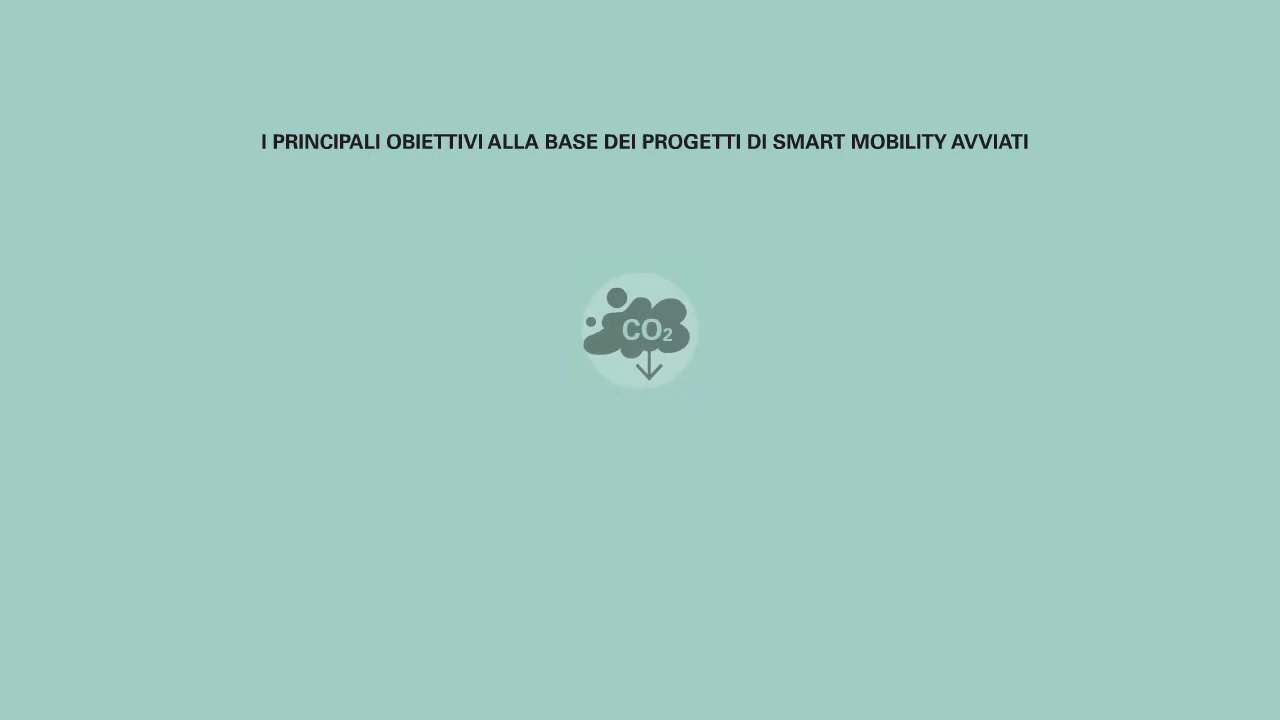 I PRINCIPALI OBIETTIVI ALLA BASE DEI PROGETTI DI SMART MOBILITY AVVIATI
CO₂